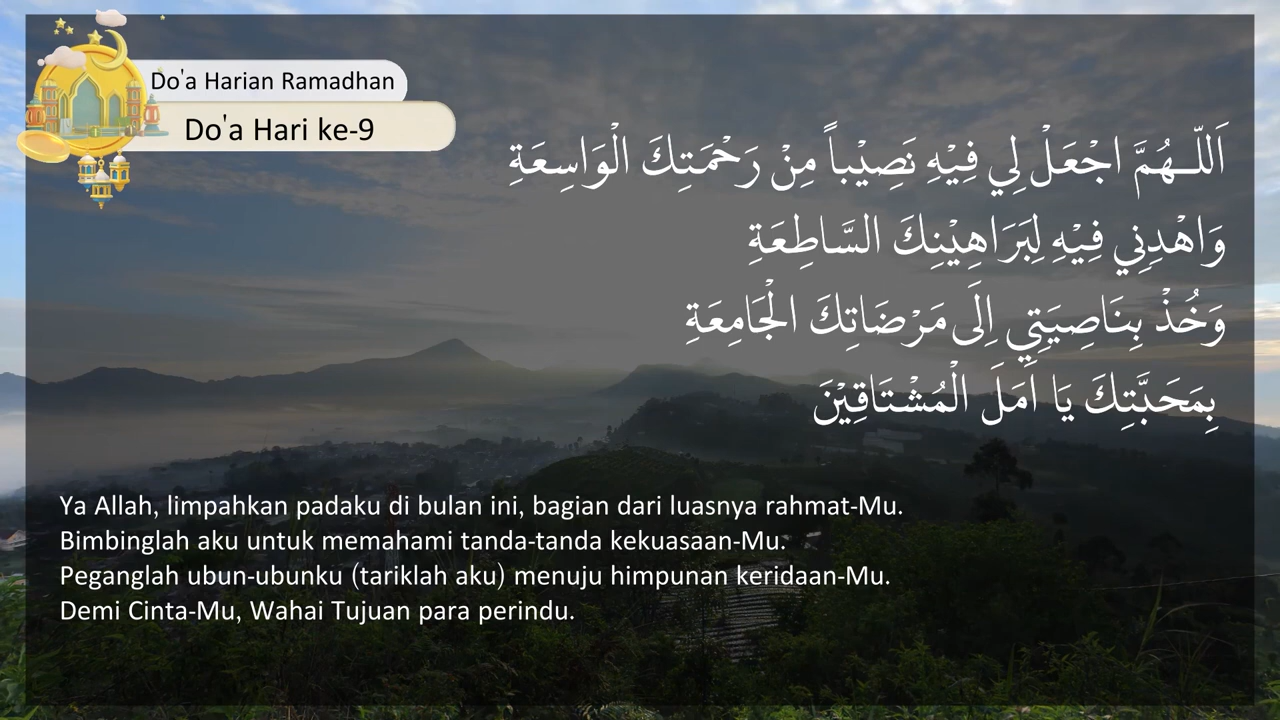 Do'a Harian Ramadhan
Do'a Hari ke-9
اَللّـهُمَّ اجْعَلْ لِي فِيْهِ نَصِيْباً مِنْ رَحْمَتِكَ الْوَاسِعَةِ
وَاهْدِنِي فِيْهِ لِبَرَاهِيْنِكَ السَّاطِعَةِ
وَخُذْ بِنَاصِيَتِي اِلَى مَرْضَاتِكَ الْجَامِعَةِ
بِمَحَبَّتِكَ يَا اَمَلَ الْمُشْتَاقِيْنَ
Ya Allah, limpahkan padaku di bulan ini, bagian dari luasnya rahmat-Mu.
Bimbinglah aku untuk memahami tanda-tanda kekuasaan-Mu.
Peganglah ubun-ubunku (tariklah aku) menuju himpunan keridaan-Mu.
Demi Cinta-Mu, Wahai Tujuan para perindu.